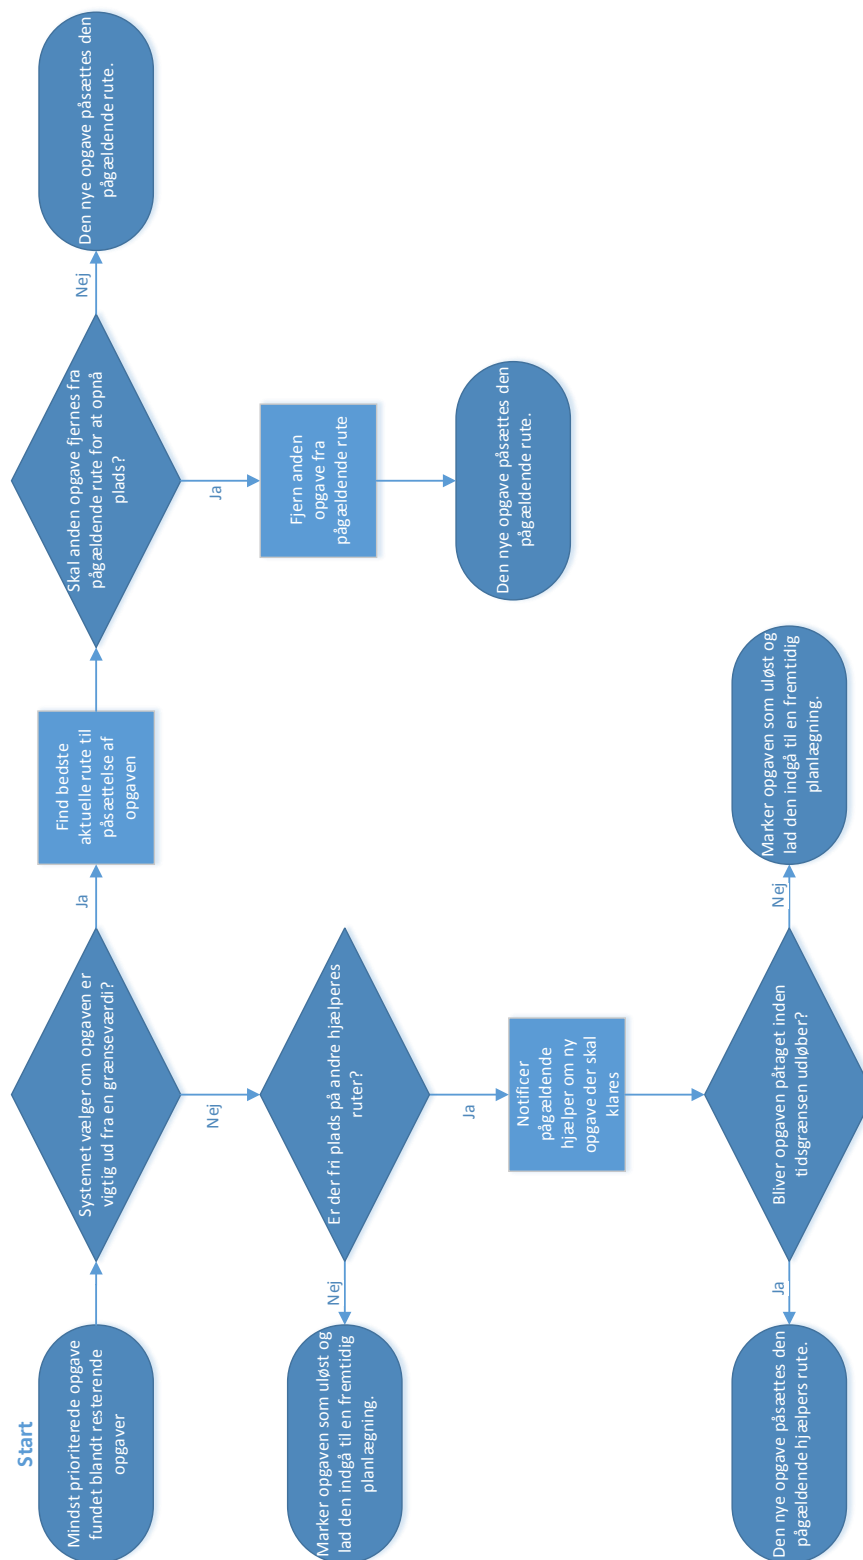 Start
Mindst prioriterede opgave
fundet blandt resterende
opgaver
Systemet vælger om opgaven er
vigtig ud fra en grænseværdi?
Ja
Find bedste
aktuelle rute til
påsættelse af
opgaven
Skal anden opgave fjernes fra
pågældende rute for at opnå
plads?
Nej
Den nye opgave påsættes den
pågældende rute.
Ja
Fjern anden
opgave fra
pågældende rute
Den nye opgave påsættes den
pågældende rute.
Nej
Er der fri plads på andre hjælperes
ruter?
Nej
Marker opgaven som uløst og
lad den indgå til en fremtidig
planlægning.
Ja
Notificer
pågældende
hjælper om ny
opgave der skal
klares
Bliver opgaven påtaget inden
tidsgrænsen udløber?
Ja
Den nye opgave påsættes den
pågældende hjælpers rute.
Nej
Marker opgaven som uløst og
lad den indgå til en fremtidig
planlægning.